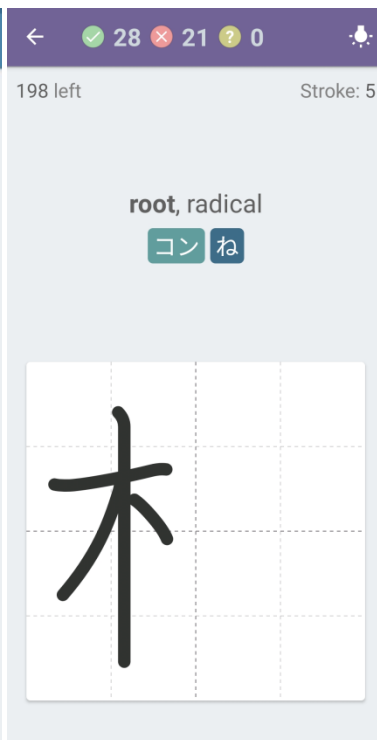 28 21 ? 0
198 left Stroke: 5
root, radical
コン ね
木